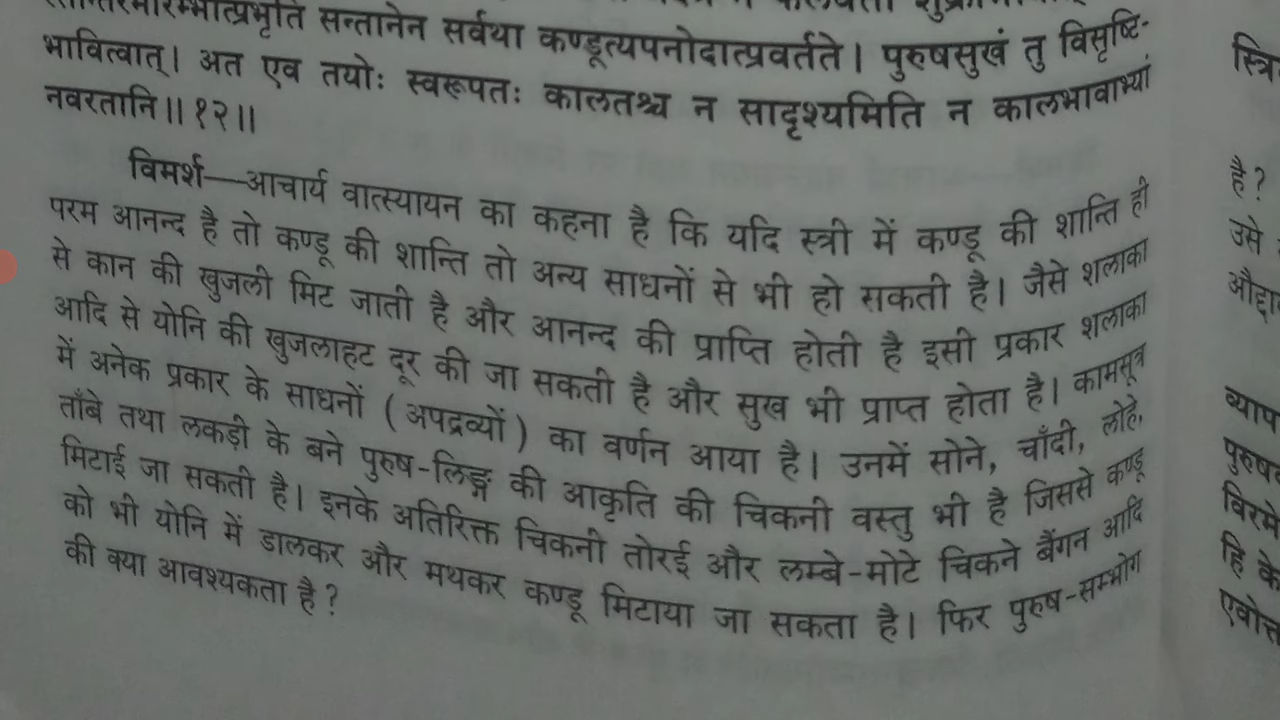 सन्तानेन सर्वथा कण्डूत्यपनोदात्प्रवर्तते। पुरुषसुखं तु विसृष्टि-
भावित्वात्। अत एव तयोः स्वरूपतः कालतश्च न सादृश्यमिति न कालभावाभ्यां
नवरतानि॥१२॥
विमर्श—आचार्य वात्स्यायन का कहना है कि यदि स्त्री में कण्डू की शान्ति ही
परम आनन्द है तो कण्डू की शान्ति तो अन्य साधनों से भी हो सकती है। जैसे शलाका
से कान की खुजली मिट जाती है और आनन्द की प्राप्ति होती है इसी प्रकार शलाका
आदि से योनि की खुजलाहट दूर की जा सकती है और सुख भी प्राप्त होता है। कामसूत्र
में अनेक प्रकार के साधनों (अपद्रव्यों) का वर्णन आया है। उनमें सोने, चाँदी, लोहे,
ताँबे तथा लकड़ी के बने पुरुष-लिङ्ग की आकृति की चिकनी वस्तु भी है जिससे कण्डू
मिटाई जा सकती है। इनके अतिरिक्त चिकनी तोरई और लम्बे-मोटे चिकने बैंगन आदि
को भी योनि में डालकर और मथकर कण्डू मिटाया जा सकता है। फिर पुरुष-सम्भोग
की क्या आवश्यकता है?
स्त्रि
है?
उसे
औद्दा
व्याप
पुरुष
विरमे
हि के
एवोत्त